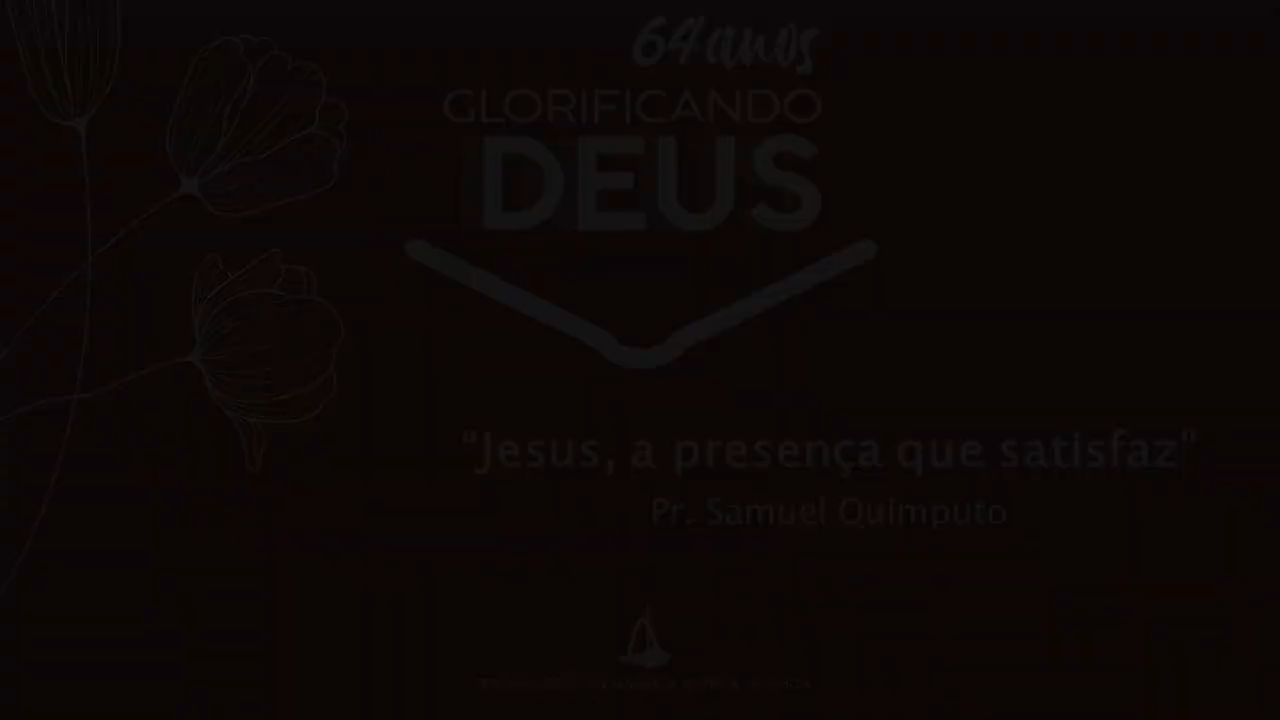 64 anos
GLORIFICANDO
DEUS
"Jesus, a presença que satisfaz"
Pr. Samuel Quimputo